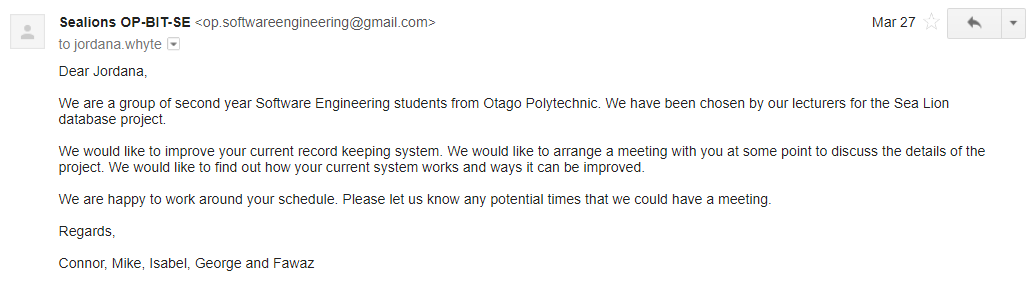 Sealions OP-BIT-SE <op.softwareengineering@gmail.com>
Mar 27
to jordana.whyte
Dear Jordana,
We are a group of second year Software Engineering students from Otago Polytechnic. We have been chosen by our lecturers for the Sea Lion
database project.
We would like to improve your current record keeping system. We would like to arrange a meeting with you at some point to discuss the details of the
project. We would like to find out how your current system works and ways it can be improved.
We are happy to work around your schedule. Please let us know any potential times that we could have a meeting.
Regards,
Connor, Mike, Isabel, George and Fawaz